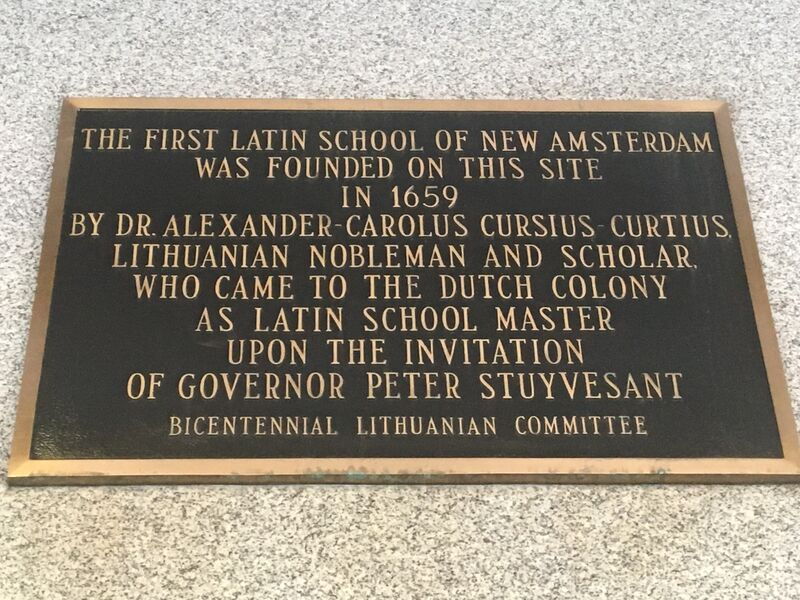 THE FIRST LATIN SCHOOL OF NEW AMSTERDAM
WAS FOUNDED ON THIS SITE
IN 1659
BY DR. ALEXANDER-CAROLUS CURSIUS-CURTIUS,
LITHUANIAN NOBLEMAN AND SCHOLAR,
WHO CAME TO THE DUTCH COLONY
AS LATIN SCHOOL MASTER
UPON THE INVITATION
OF GOVERNOR PETER STUYVESANT
BICENTENNIAL LITHUANIAN COMMITTEE